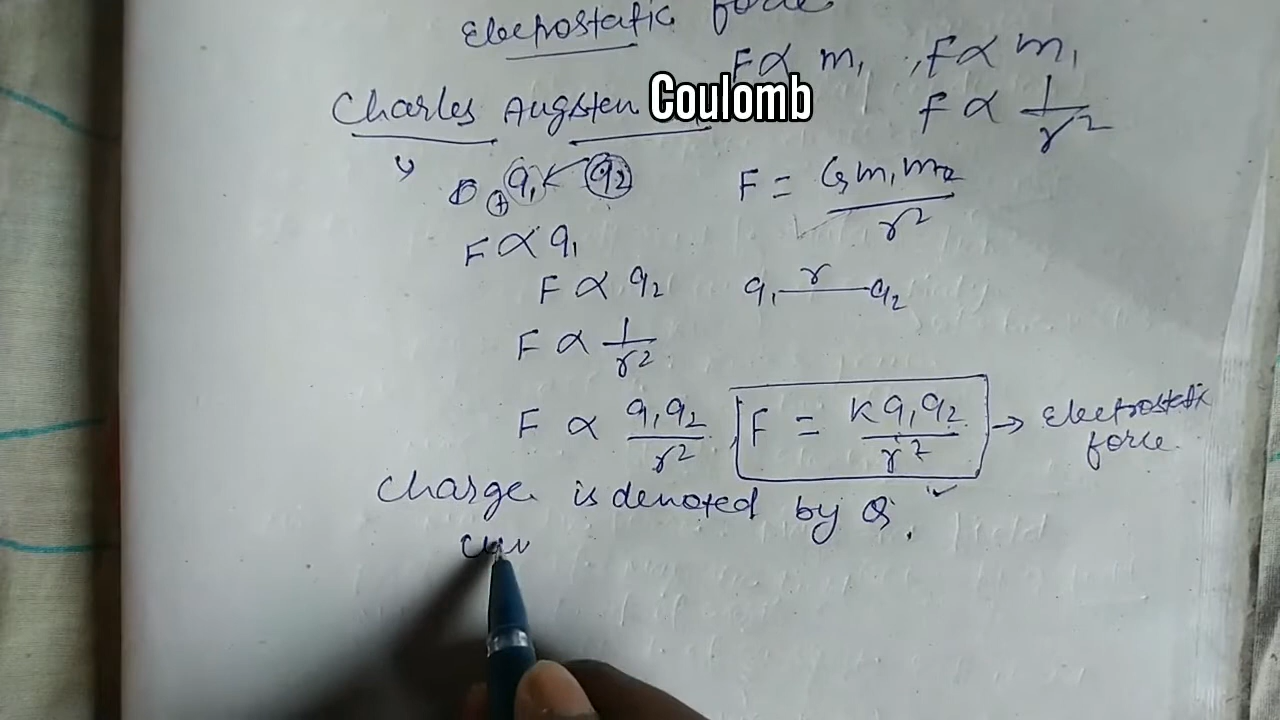 Electrostatic force
F ∝ m₁ , F ∝ m₁
Charles Augsten Coulomb
F ∝ 1/r²
q₁ q₂
+
F = Gm₁m₂/r²
F ∝ q₁
F ∝ q₂
q₁ r q₂
F ∝ 1/r²
F ∝ q₁q₂/r²
F = Kq₁q₂/r² → Electrostatic
force
Charge is denoted by Q.